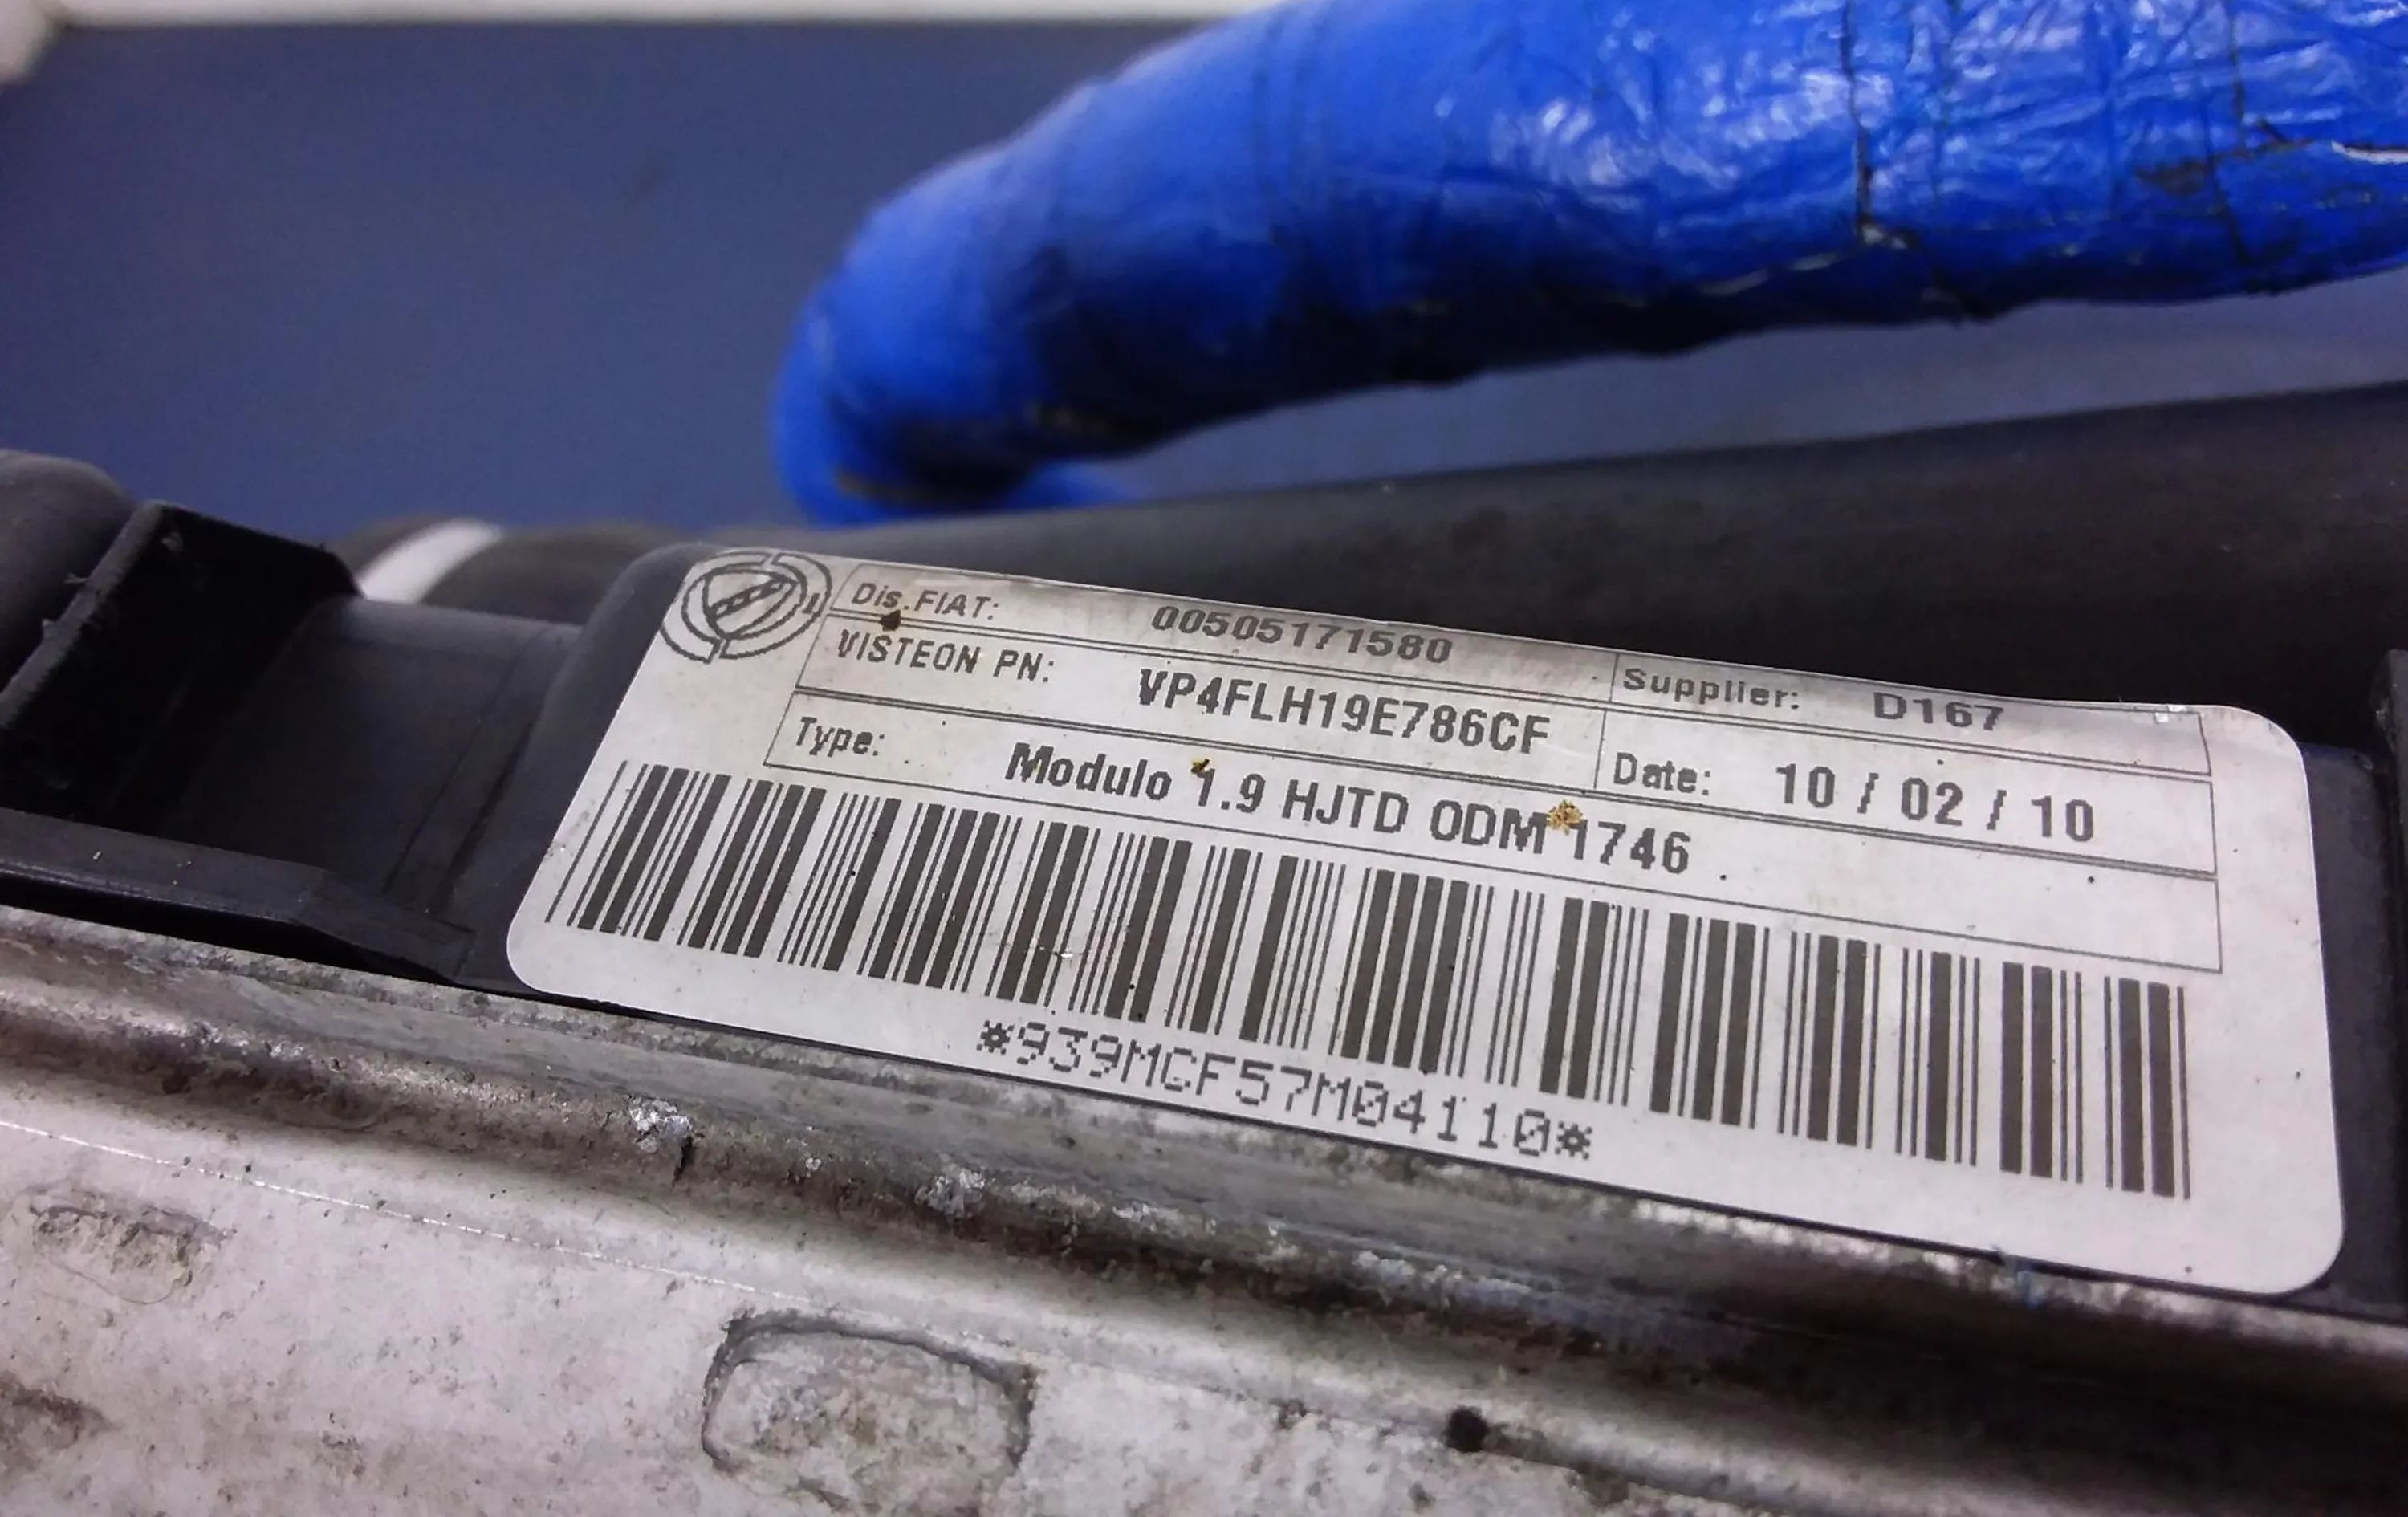 Dis.FIAT: 00505171580 Supplier: D167
VISTEON PN: VP4FLH19E786CF Date: 10 / 02 / 10
Type: Modulo 1.9 HJTD ODM 1746
*939MCF57M04110*